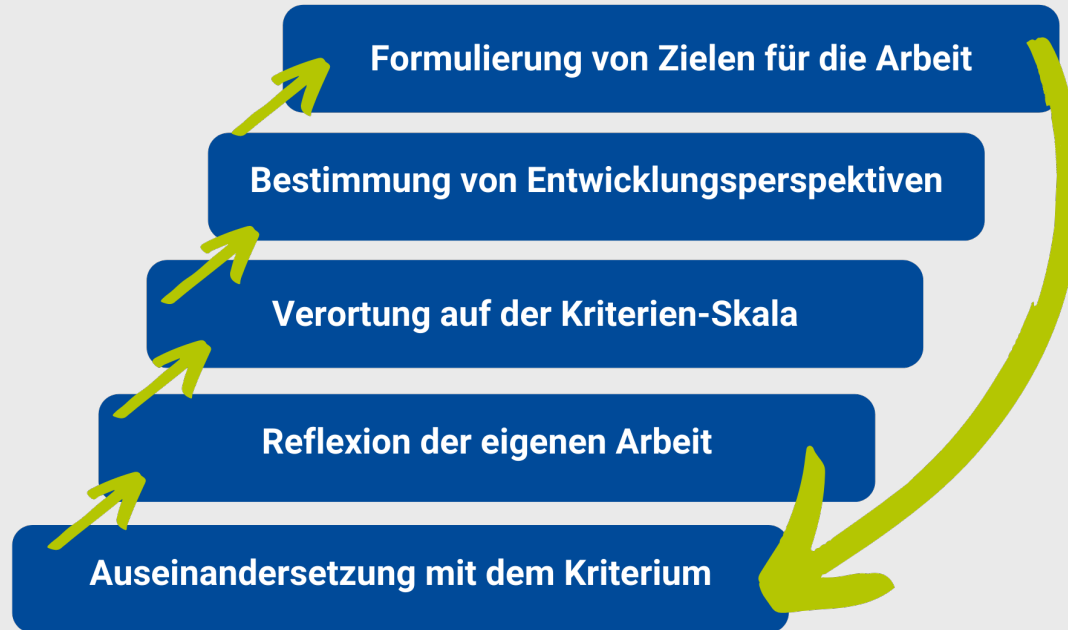 Formulierung von Zielen für die Arbeit
Bestimmung von Entwicklungsperspektiven
Verortung auf der Kriterien-Skala
Reflexion der eigenen Arbeit
Auseinandersetzung mit dem Kriterium